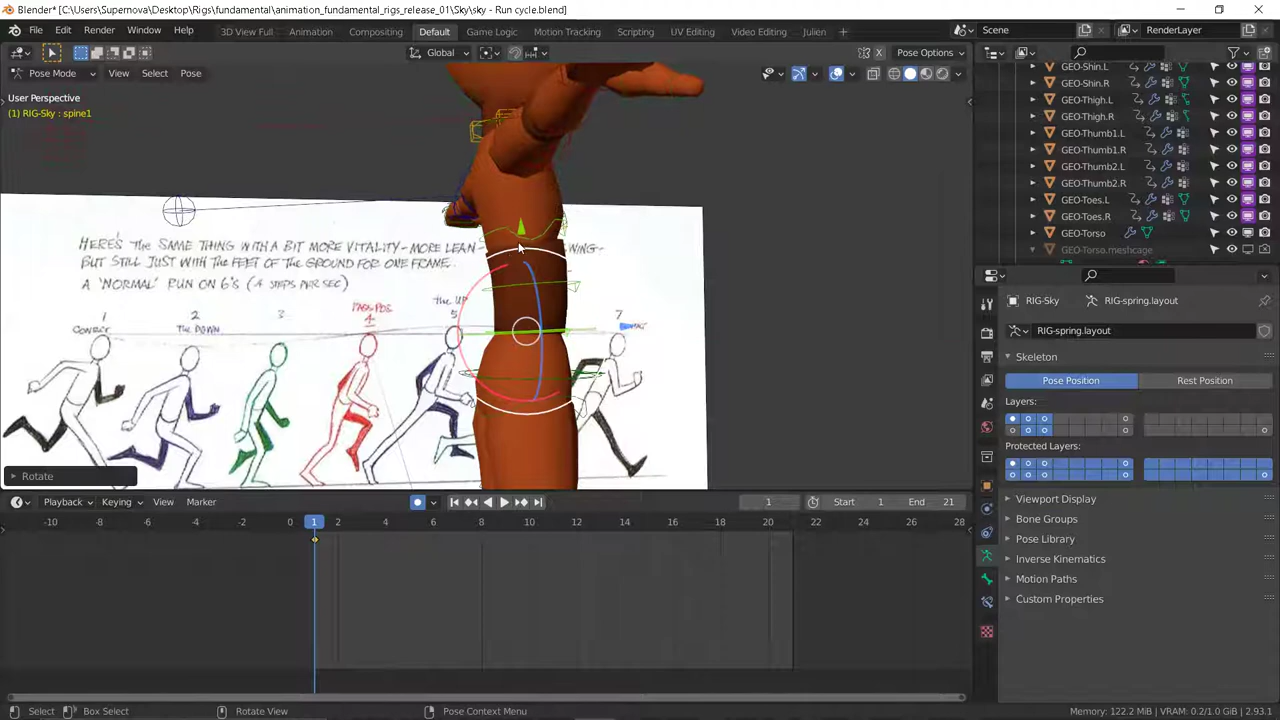 Blender* [C:\Users\Supernova\Desktop\Rigs\fundamental\animation_fundamental_rigs_release_01\Sky\sky - Run cycle.blend]
File Edit Render Window Help 3D View Full Animation Compositing Default Game Logic Motion Tracking Scripting UV Editing Video Editing Julien + Scene RenderLayer
Global X Pose Options
Pose Mode View Select Pose
User Perspective
(1) RIG-Sky : spine1
HERE'S THE SAME THING WITH A BIT MORE VITALITY - MORE LEAN - WING -
BUT STILL JUST WITH THE FEET OF THE GROUND FOR ONE FRAME.
A 'NORMAL' RUN ON 6'S (4 STEPS PER SEC)
1 CONTACT
2 THE DOWN
3
PASS POS 4
the UP 5
7
Rotate
GEO-Shin.L
GEO-Shin.R
GEO-Thigh.L
GEO-Thigh.R
GEO-Thumb1.L
GEO-Thumb1.R
GEO-Thumb2.L
GEO-Thumb2.R
GEO-Toes.L
GEO-Toes.R
GEO-Torso
GEO-Torso.meshcage
RIG-Sky RIG-spring.layout
RIG-spring.layout
Skeleton
Pose Position Rest Position
Layers:
Protected Layers:
Viewport Display
Bone Groups
Pose Library
Inverse Kinematics
Motion Paths
Custom Properties
Playback Keying View Marker 1 Start 1 End 21
-10 -8 -6 -4 -2 0 1 2 4 6 8 10 12 14 16 18 20 22 24 26 28
Select Box Select Rotate View Pose Context Menu Memory: 122.2 MiB | VRAM: 0.2/1.0 GiB | 2.93.1